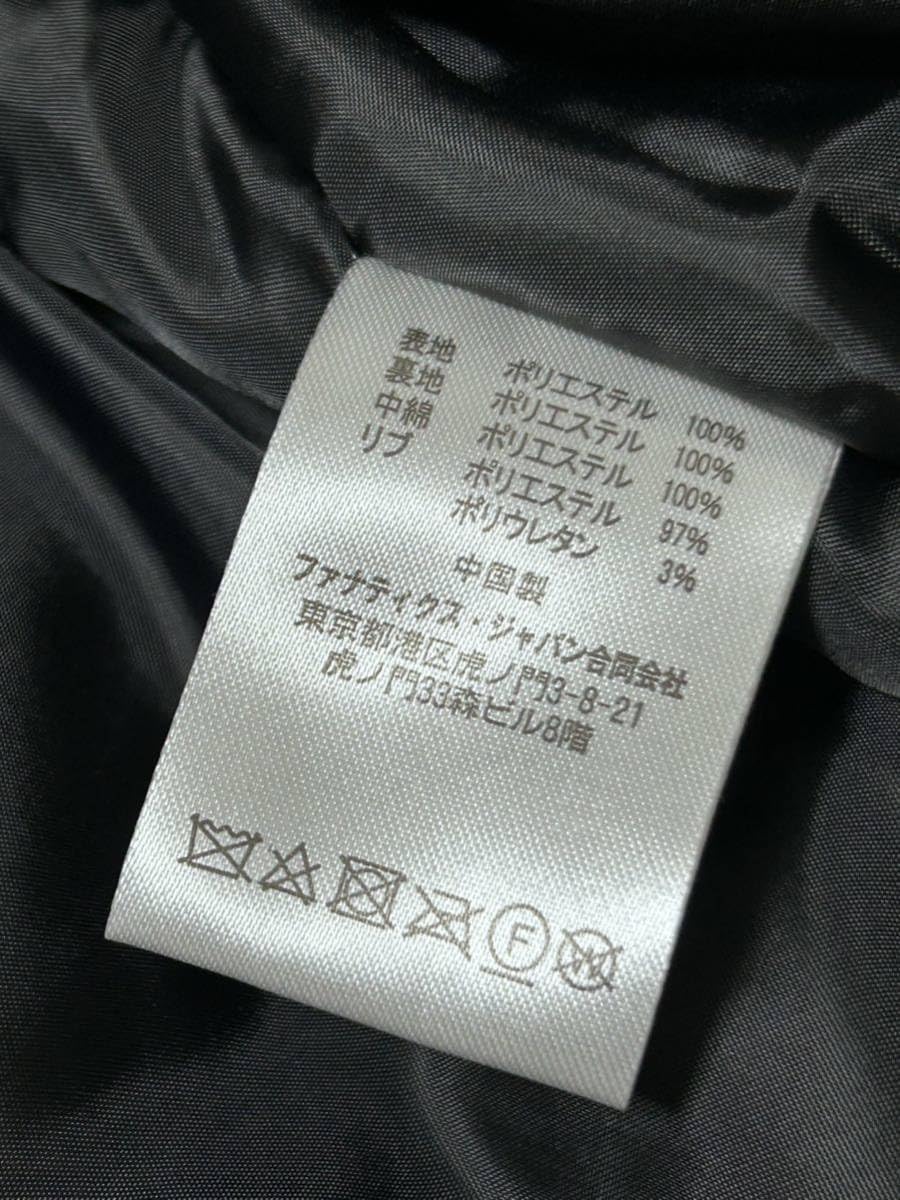 表地 ポリエステル 100%
裏地 ポリエステル 100%
中綿 ポリエステル 100%
リブ ポリエステル 97%
ポリウレタン 3%
中国製
ファナティクス・ジャパン合同会社
東京都港区虎ノ門3-8-21
虎ノ門33森ビル8階
F
W